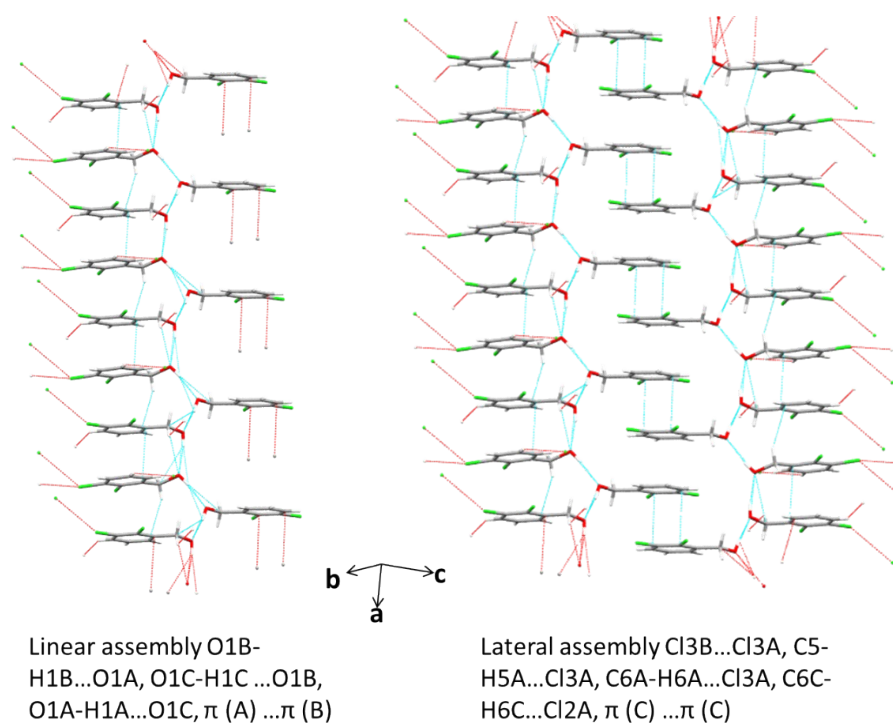 b
c
a
Linear assembly O1B-
H1B...O1A, O1C-H1C ...O1B,
O1A-H1A...O1C, π (A) ...π (B)
Lateral assembly Cl3B...Cl3A, C5-
H5A...Cl3A, C6A-H6A...Cl3A, C6C-
H6C...Cl2A, π (C) ...π (C)